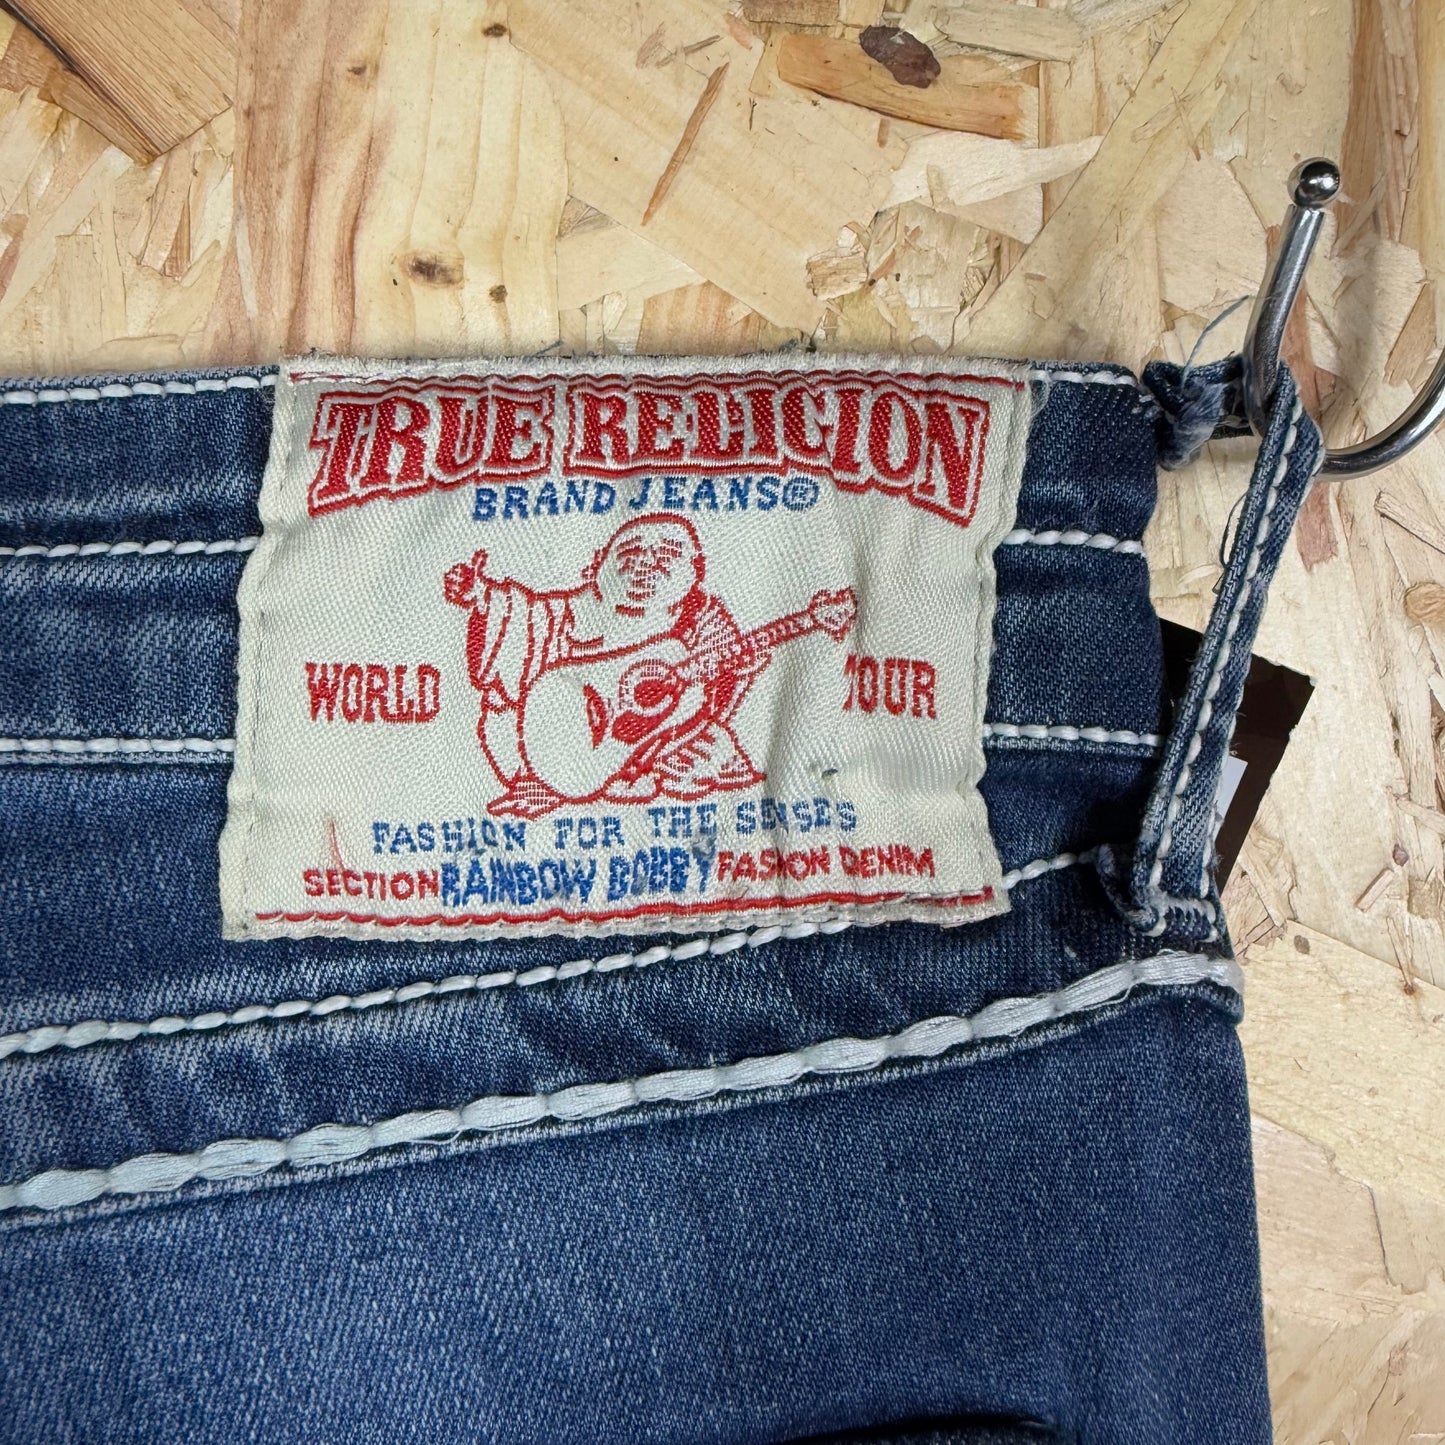 TRUE RELIGION
BRAND JEANS®
WORLD TOUR
FASHION FOR THE SENSES
SECTION RAINBOW BOBBY FASHION DENIM